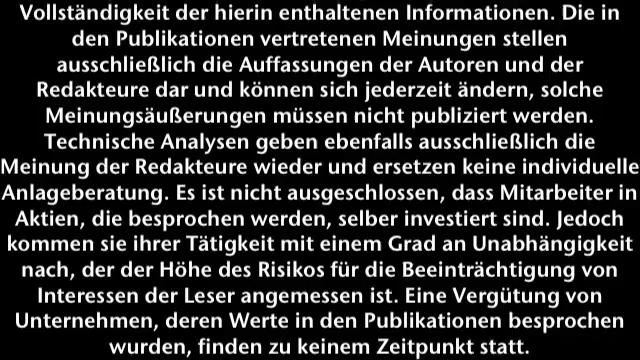 Vollständigkeit der hierin enthaltenen Informationen. Die in
den Publikationen vertretenen Meinungen stellen
ausschließlich die Auffassungen der Autoren und der
Redakteure dar und können sich jederzeit ändern, solche
Meinungsäußerungen müssen nicht publiziert werden.
Technische Analysen geben ebenfalls ausschließlich die
Meinung der Redakteure wieder und ersetzen keine individuelle
Anlageberatung. Es ist nicht ausgeschlossen, dass Mitarbeiter in
Aktien, die besprochen werden, selber investiert sind. Jedoch
kommen sie ihrer Tätigkeit mit einem Grad an Unabhängigkeit
nach, der der Höhe des Risikos für die Beeinträchtigung von
Interessen der Leser angemessen ist. Eine Vergütung von
Unternehmen, deren Werte in den Publikationen besprochen
wurden, finden zu keinem Zeitpunkt statt.